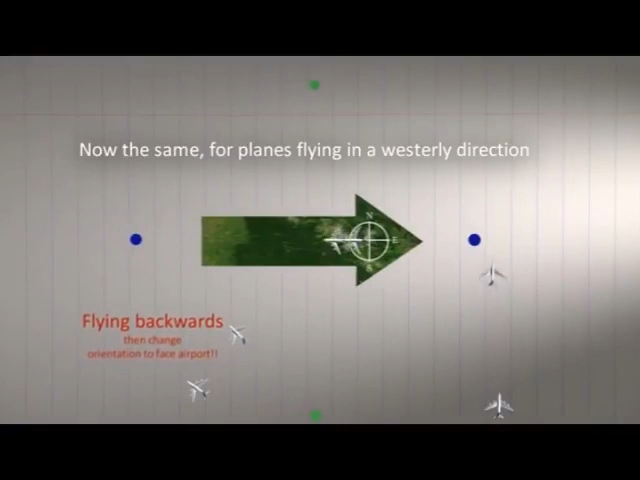 Now the same, for planes flying in a westerly direction
N
E
S
Flying backwards
then change
orientation to face airport!!